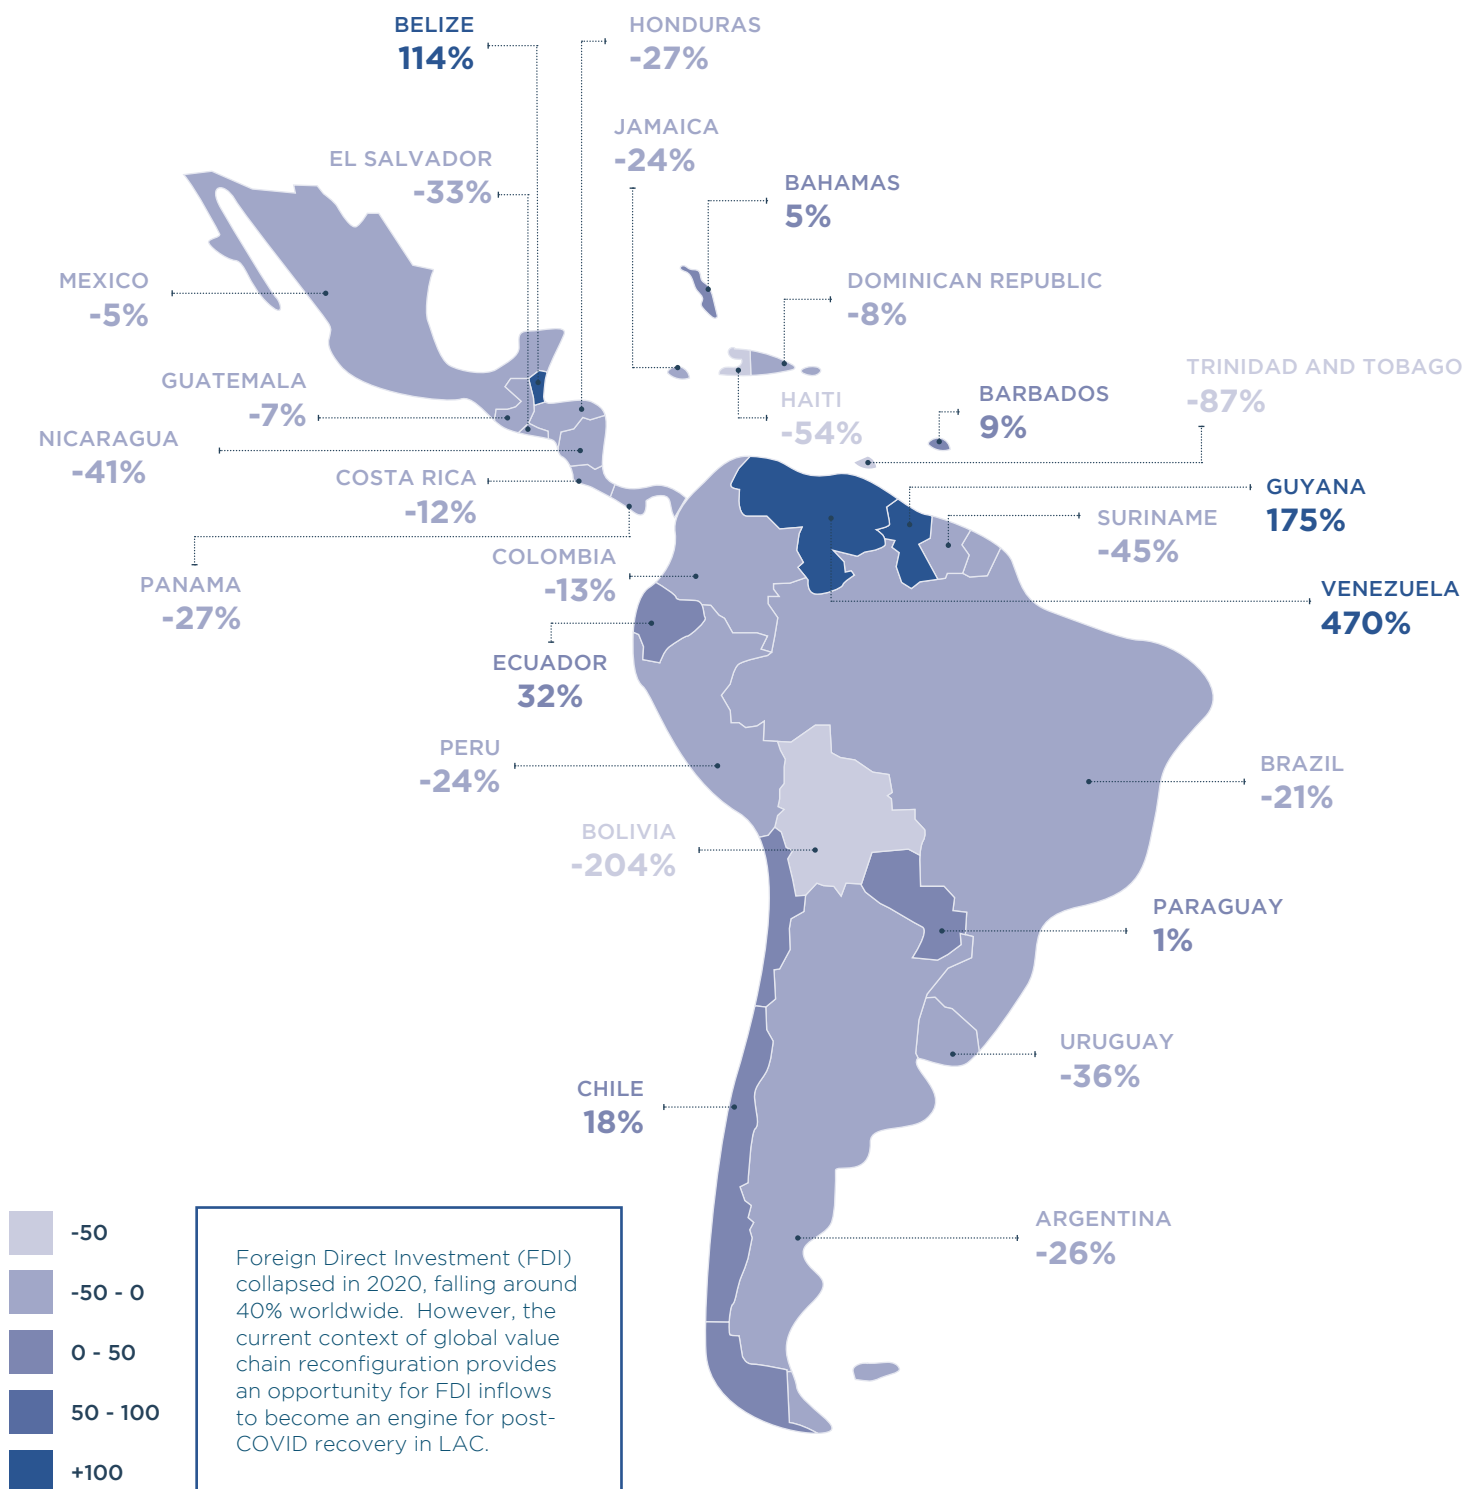 BELIZE
114%
HONDURAS
-27%
JAMAICA
-24%
EL SALVADOR
-33%
BAHAMAS
5%
MEXICO
-5%
DOMINICAN REPUBLIC
-8%
TRINIDAD AND TOBAGO
-87%
GUATEMALA
-7%
HAITI
-54%
BARBADOS
9%
NICARAGUA
-41%
COSTA RICA
-12%
GUYANA
175%
SURINAME
-45%
COLOMBIA
-13%
PANAMA
-27%
VENEZUELA
470%
ECUADOR
32%
PERU
-24%
BRAZIL
-21%
BOLIVIA
-204%
PARAGUAY
1%
URUGUAY
-36%
CHILE
18%
ARGENTINA
-26%
-50
-50 - 0
0 - 50
50 - 100
+100
Foreign Direct Investment (FDI)
collapsed in 2020, falling around
40% worldwide. However, the
current context of global value
chain reconfiguration provides
an opportunity for FDI inflows
to become an engine for post-
COVID recovery in LAC.